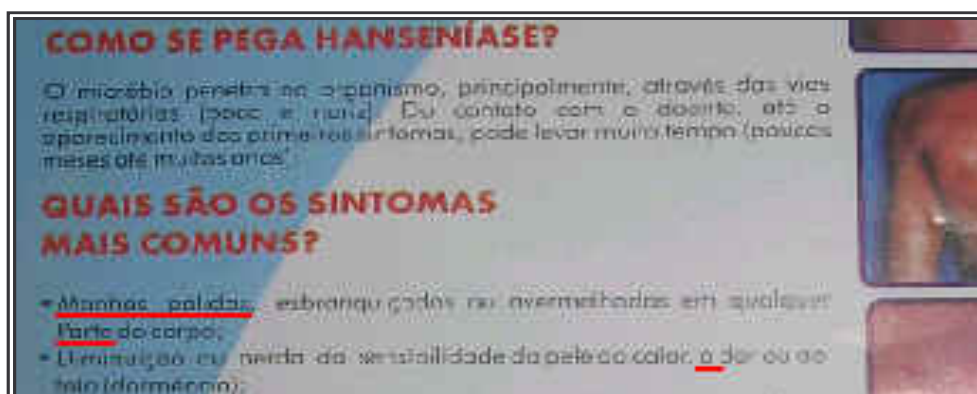 COMO SE PEGA HANSENÍASE?
O micróbio penetra no organismo, principalmente, através das vias
respiratórias (boca e nariz). Do contato com o doente, até o
aparecimento dos primeiros sintomas, pode levar muito tempo (poucos
meses até muitos anos)
QUAIS SÃO OS SINTOMAS
MAIS COMUNS?
• Manhas palidas, esbranquiçadas ou avermelhadas em qualquer
Parte do corpo;
• Diminuição ou perda da sensibilidade da pele ao calor, a dor ou ao
frio (dormência);